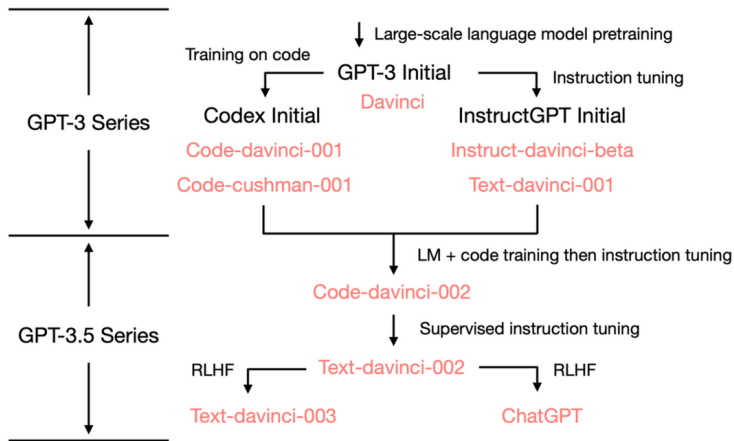 Large-scale language model pretraining
Training on code
GPT-3 Initial
Instruction tuning
Davinci
Codex Initial
InstructGPT Initial
GPT-3 Series
Code-davinci-001
Instruct-davinci-beta
Code-cushman-001
Text-davinci-001
LM + code training then instruction tuning
Code-davinci-002
GPT-3.5 Series
Supervised instruction tuning
RLHF
Text-davinci-002
RLHF
Text-davinci-003
ChatGPT